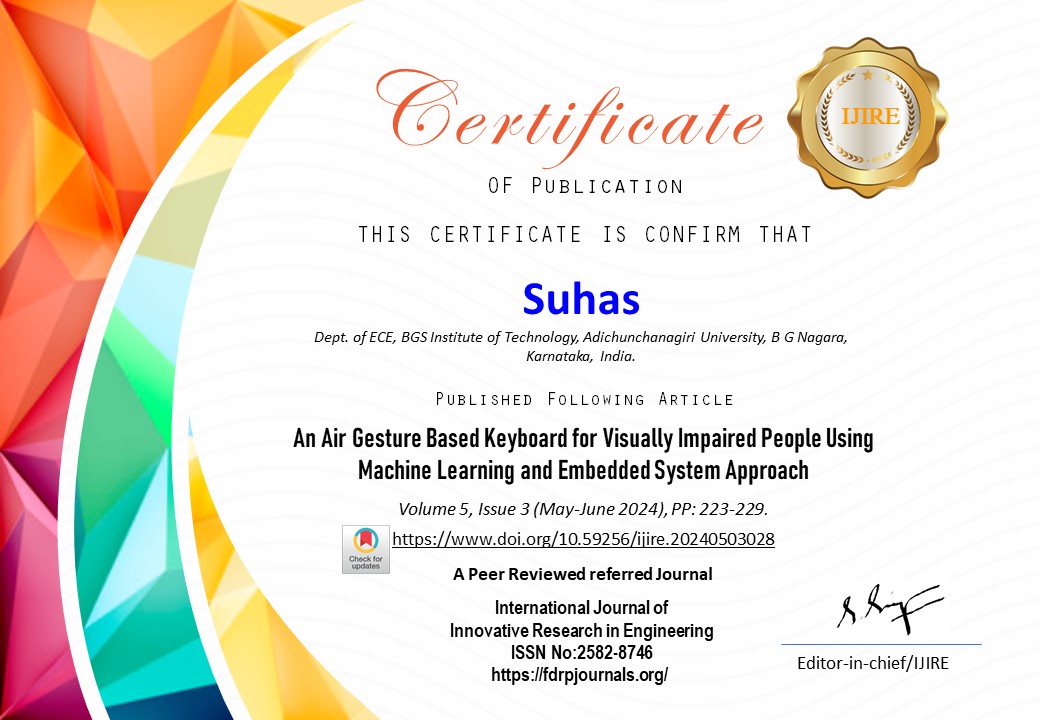 Certificate
IJIRE
OF PUBLICATION
THIS CERTIFICATE IS CONFIRM THAT
Suhas
Dept. of ECE, BGS Institute of Technology, Adichunchanagiri University, B G Nagara,
Karnataka, India.
PUBLISHED FOLLOWING ARTICLE
An Air Gesture Based Keyboard for Visually Impaired People Using
Machine Learning and Embedded System Approach
Volume 5, Issue 3 (May-June 2024), PP: 223-229.
Check for
updates
https://www.doi.org/10.59256/ijire.20240503028
A Peer Reviewed referred Journal
International Journal of
Innovative Research in Engineering
ISSN No:2582-8746
https://fdrpjournals.org/
Editor-in-chief/IJIRE